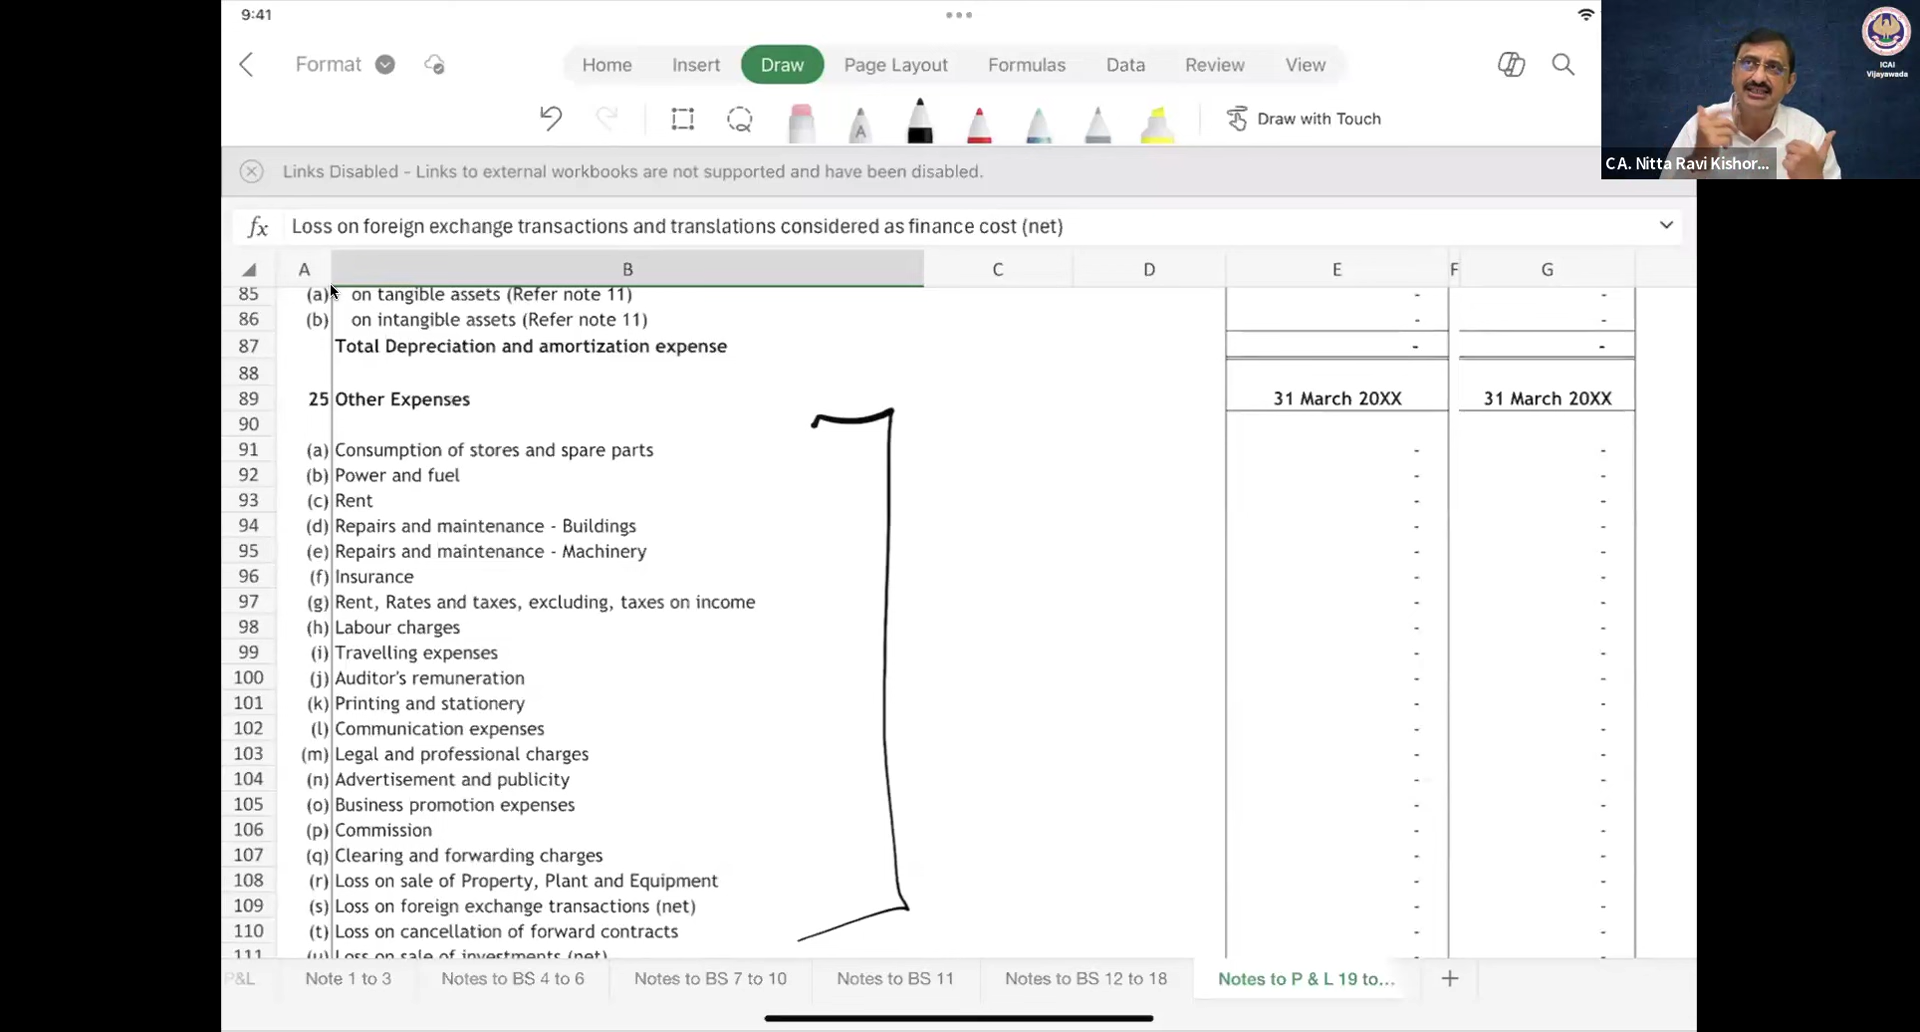 9:41
Format
Home Insert Draw Page Layout Formulas Data Review View
A
Draw with Touch
ICAI
Vijayawada
CA. Nitta Ravi Kishor...
Links Disabled - Links to external workbooks are not supported and have been disabled.
fx Loss on foreign exchange transactions and translations considered as finance cost (net)
A B C D E F G
85 (a) on tangible assets (Refer note 11) - -
86 (b) on intangible assets (Refer note 11) - -
87 Total Depreciation and amortization expense - -
88
89 25 Other Expenses 31 March 20XX 31 March 20XX
90
91 (a) Consumption of stores and spare parts - -
92 (b) Power and fuel - -
93 (c) Rent - -
94 (d) Repairs and maintenance - Buildings - -
95 (e) Repairs and maintenance - Machinery - -
96 (f) Insurance - -
97 (g) Rent, Rates and taxes, excluding, taxes on income - -
98 (h) Labour charges - -
99 (i) Travelling expenses - -
100 (j) Auditor's remuneration - -
101 (k) Printing and stationery - -
102 (l) Communication expenses - -
103 (m) Legal and professional charges - -
104 (n) Advertisement and publicity - -
105 (o) Business promotion expenses - -
106 (p) Commission - -
107 (q) Clearing and forwarding charges - -
108 (r) Loss on sale of Property, Plant and Equipment - -
109 (s) Loss on foreign exchange transactions (net) - -
110 (t) Loss on cancellation of forward contracts - -
111 (u) Loss on sale of investments (net)
P&L Note 1 to 3 Notes to BS 4 to 6 Notes to BS 7 to 10 Notes to BS 11 Notes to BS 12 to 18 Notes to P & L 19 to... +